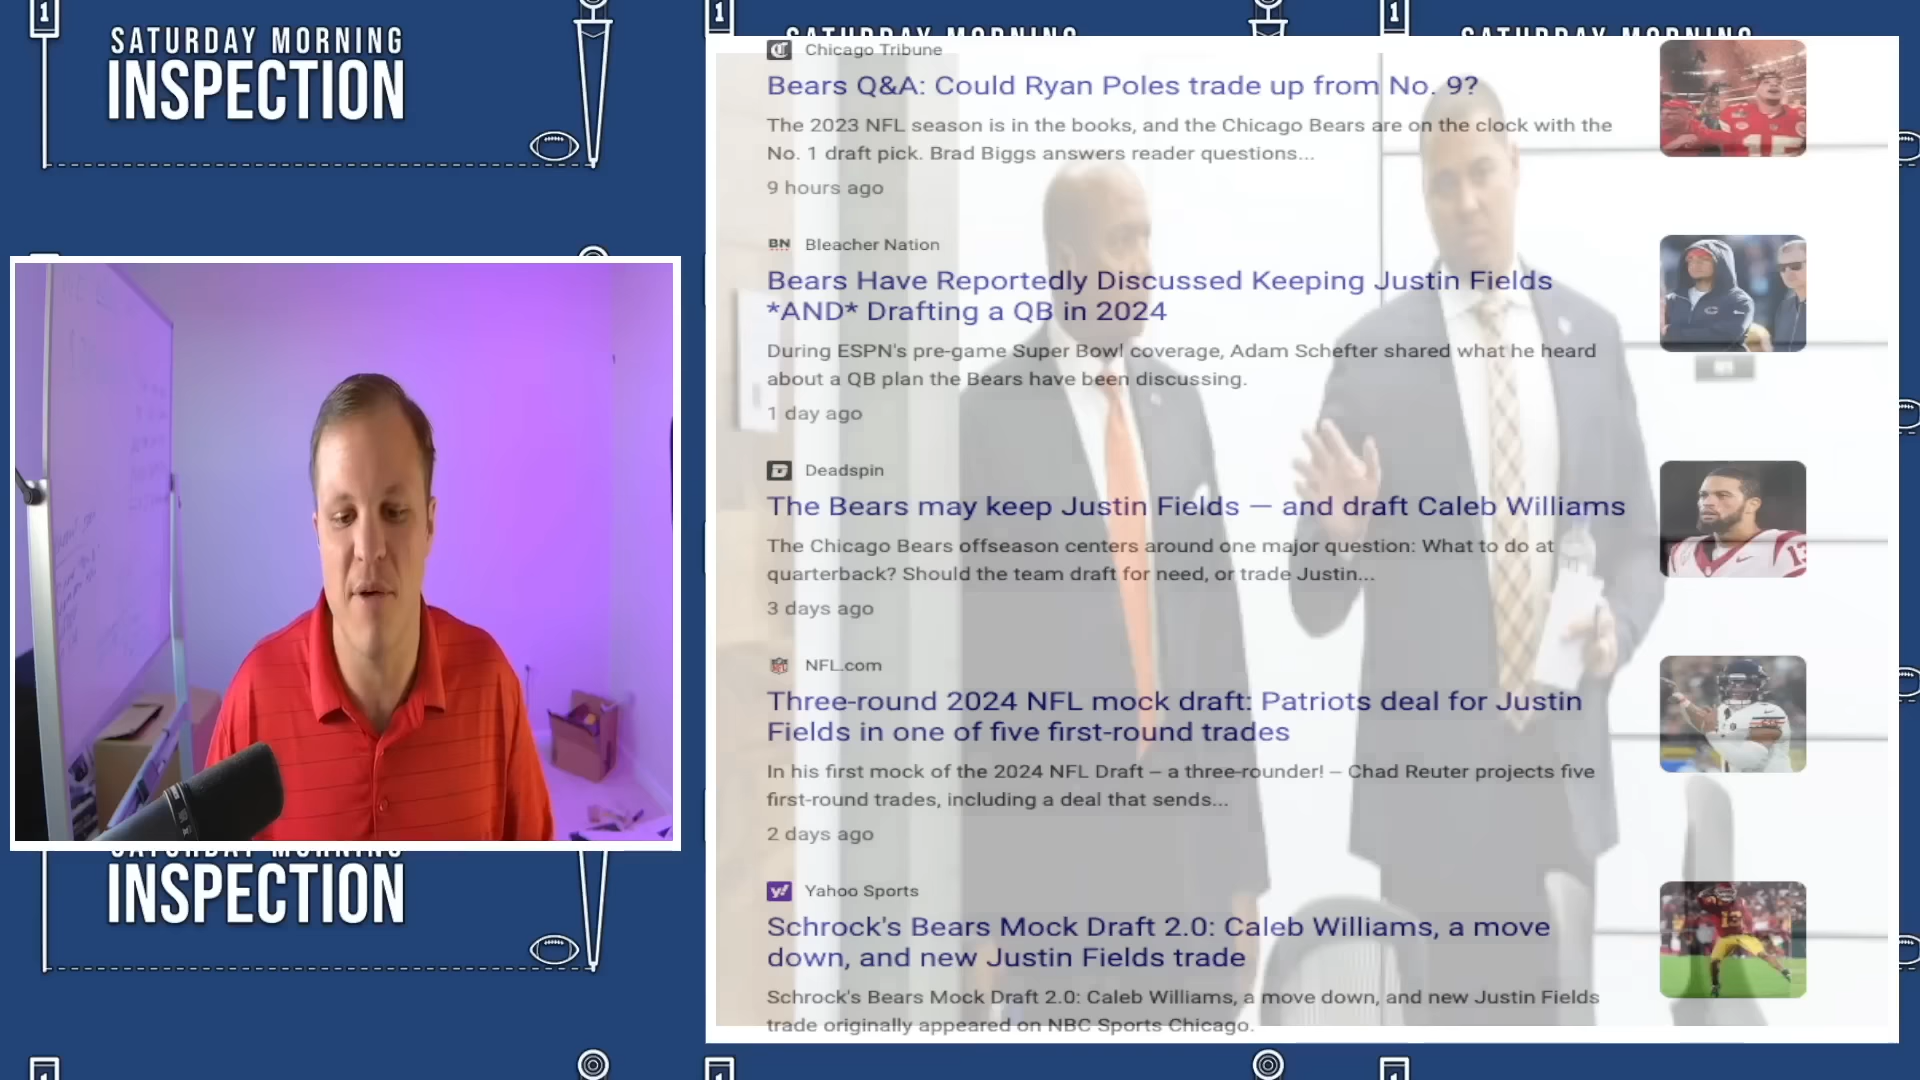 SATURDAY MORNING
INSPECTION
SATURDAY MORNING
SATURDAY MORNING
Chicago Tribune
Bears Q&A: Could Ryan Poles trade up from No. 9?
The 2023 NFL season is in the books, and the Chicago Bears are on the clock with the
No. 1 draft pick. Brad Biggs answers reader questions...
9 hours ago
BN Bleacher Nation
Bears Have Reportedly Discussed Keeping Justin Fields
*AND* Drafting a QB in 2024
During ESPN's pre-game Super Bowl coverage, Adam Schefter shared what he heard
about a QB plan the Bears have been discussing.
1 day ago
Deadspin
The Bears may keep Justin Fields — and draft Caleb Williams
The Chicago Bears offseason centers around one major question: What to do at
quarterback? Should the team draft for need, or trade Justin...
3 days ago
NFL.com
Three-round 2024 NFL mock draft: Patriots deal for Justin
Fields in one of five first-round trades
In his first mock of the 2024 NFL Draft – a three-rounder! – Chad Reuter projects five
first-round trades, including a deal that sends...
2 days ago
Yahoo Sports
Schrock's Bears Mock Draft 2.0: Caleb Williams, a move
down, and new Justin Fields trade
Schrock's Bears Mock Draft 2.0: Caleb Williams, a move down, and new Justin Fields
trade originally appeared on NBC Sports Chicago.
SATURDAY MORNING
INSPECTION